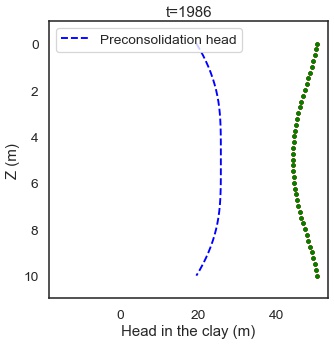 t=1986
Preconsolidation head
0
2
4
6
8
10
Z (m)
0
20
40
Head in the clay (m)